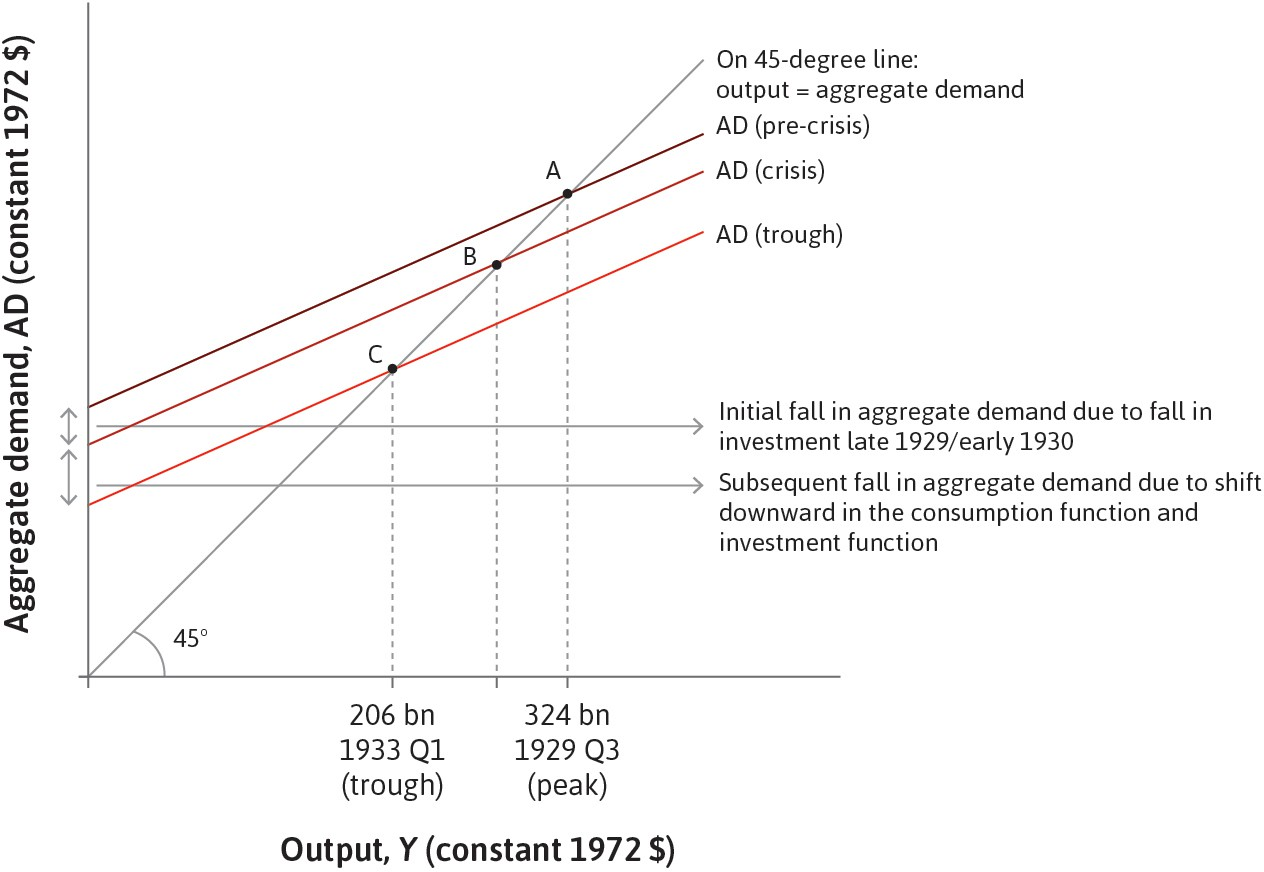 Aggregate demand, AD (constant 1972 $)
On 45-degree line:
output = aggregate demand
AD (pre-crisis)
A
AD (crisis)
B
AD (trough)
C
Initial fall in aggregate demand due to fall in
investment late 1929/early 1930
Subsequent fall in aggregate demand due to shift
downward in the consumption function and
investment function
45°
206 bn
1933 Q1
(trough)
324 bn
1929 Q3
(peak)
Output, Y (constant 1972 $)